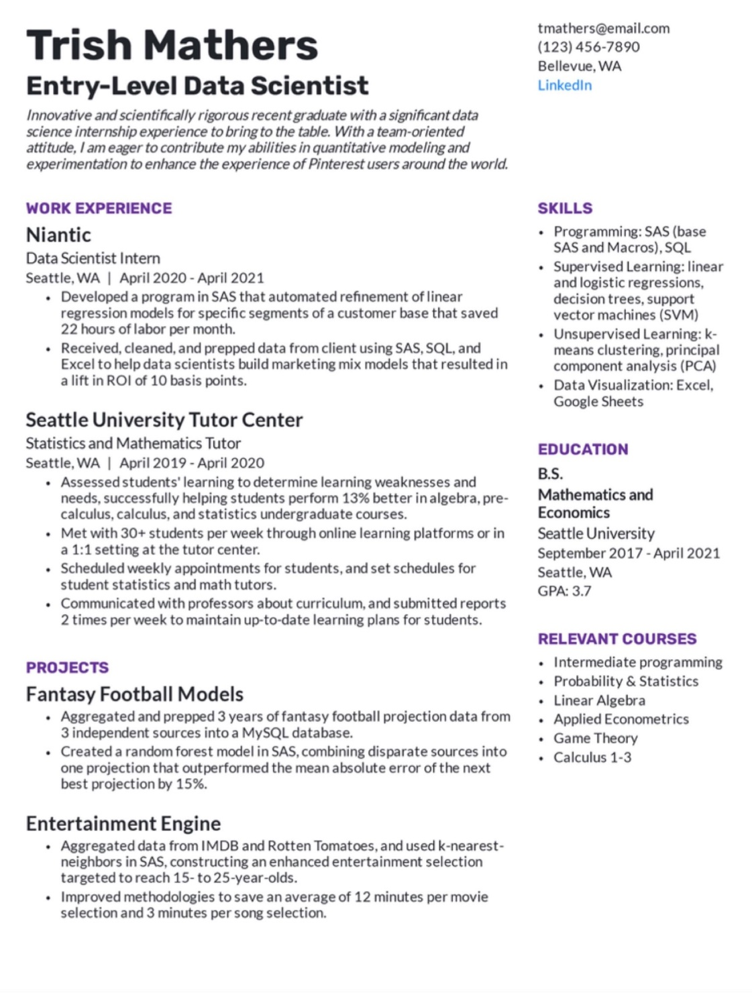 Trish Mathers
Entry-Level Data Scientist
Innovative and scientifically rigorous recent graduate with a significant data
science internship experience to bring to the table. With a team-oriented
attitude, I am eager to contribute my abilities in quantitative modeling and
experimentation to enhance the experience of Pinterest users around the world.
tmathers@email.com
(123) 456-7890
Bellevue, WA
LinkedIn
WORK EXPERIENCE
Niantic
Data Scientist Intern
Seattle, WA | April 2020 - April 2021
• Developed a program in SAS that automated refinement of linear
regression models for specific segments of a customer base that saved
22 hours of labor per month.
• Received, cleaned, and prepped data from client using SAS, SQL, and
Excel to help data scientists build marketing mix models that resulted in
a lift in ROI of 10 basis points.
Seattle University Tutor Center
Statistics and Mathematics Tutor
Seattle, WA | April 2019 - April 2020
• Assessed students' learning to determine learning weaknesses and
needs, successfully helping students perform 13% better in algebra, pre-
calculus, calculus, and statistics undergraduate courses.
• Met with 30+ students per week through online learning platforms or in
a 1:1 setting at the tutor center.
• Scheduled weekly appointments for students, and set schedules for
student statistics and math tutors.
• Communicated with professors about curriculum, and submitted reports
2 times per week to maintain up-to-date learning plans for students.
PROJECTS
Fantasy Football Models
• Aggregated and prepped 3 years of fantasy football projection data from
3 independent sources into a MySQL database.
• Created a random forest model in SAS, combining disparate sources into
one projection that outperformed the mean absolute error of the next
best projection by 15%.
Entertainment Engine
• Aggregated data from IMDB and Rotten Tomatoes, and used k-nearest-
neighbors in SAS, constructing an enhanced entertainment selection
targeted to reach 15- to 25-year-olds.
• Improved methodologies to save an average of 12 minutes per movie
selection and 3 minutes per song selection.
SKILLS
• Programming: SAS (base
SAS and Macros), SQL
• Supervised Learning: linear
and logistic regressions,
decision trees, support
vector machines (SVM)
• Unsupervised Learning: k-
means clustering, principal
component analysis (PCA)
• Data Visualization: Excel,
Google Sheets
EDUCATION
B.S.
Mathematics and
Economics
Seattle University
September 2017 - April 2021
Seattle, WA
GPA: 3.7
RELEVANT COURSES
• Intermediate programming
• Probability & Statistics
• Linear Algebra
• Applied Econometrics
• Game Theory
• Calculus 1-3